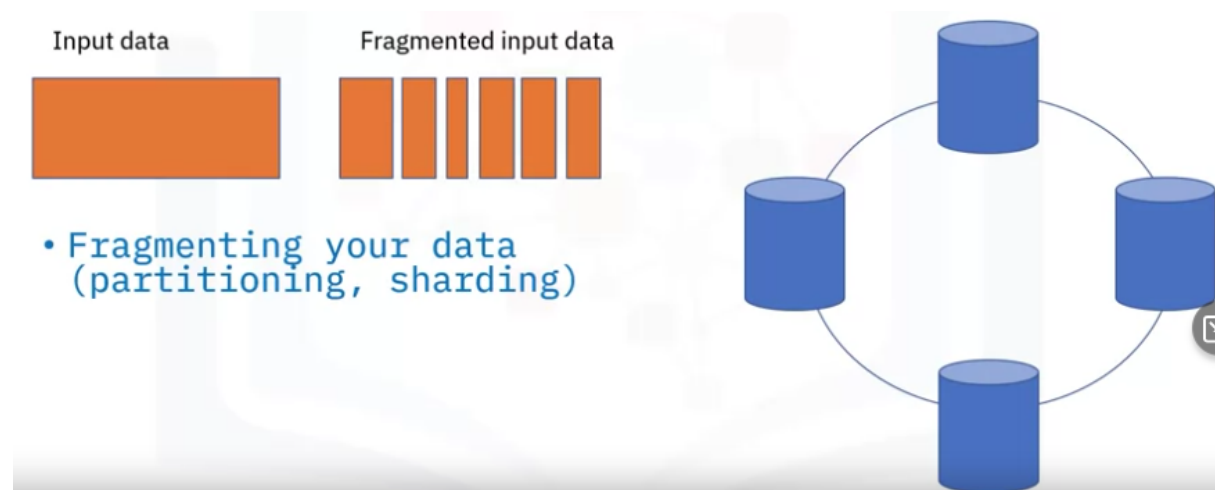 Input data
Fragmented input data
• Fragmenting your data
(partitioning, sharding)